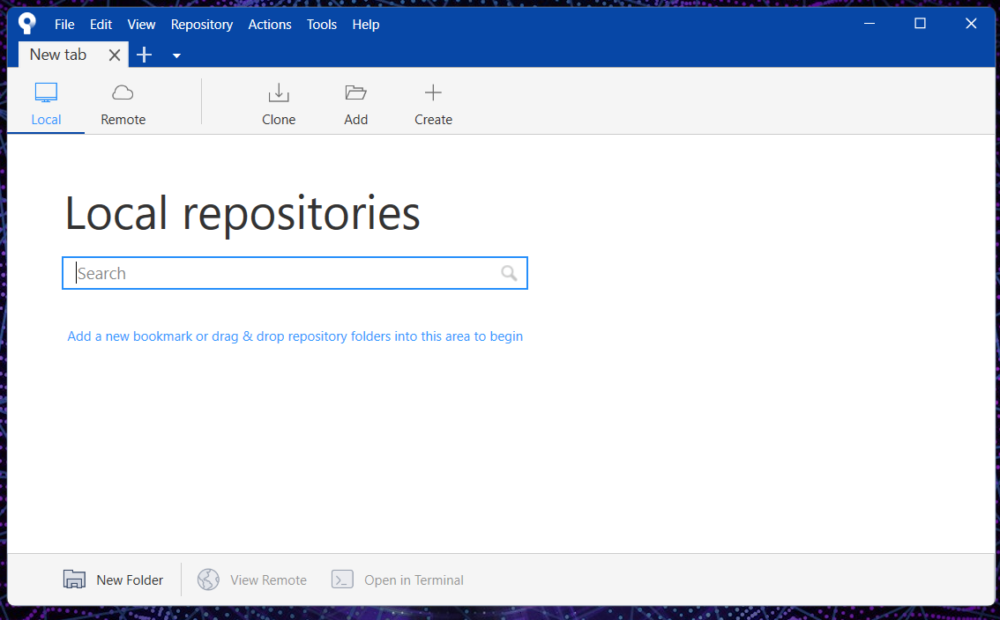 File Edit View Repository Actions Tools Help
New tab
Local Remote Clone Add Create
Local repositories
Search
Add a new bookmark or drag & drop repository folders into this area to begin
New Folder View Remote Open in Terminal